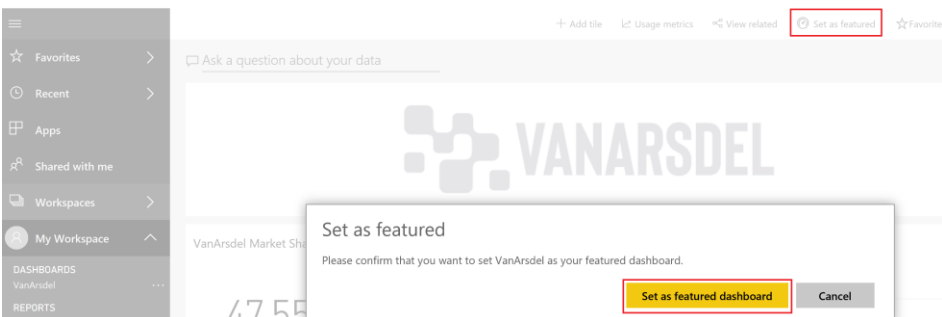 + Add tile Usage metrics View related Set as featured Favorite
Favorites
Ask a question about your data
Recent
Apps
VANARSDEL
Shared with me
Workspaces
My Workspace
Set as featured
VanArsdel Market Sha
Please confirm that you want to set VanArsdel as your featured dashboard.
DASHBOARDS
VanArsdel ...
Set as featured dashboard Cancel
REPORTS
47.55